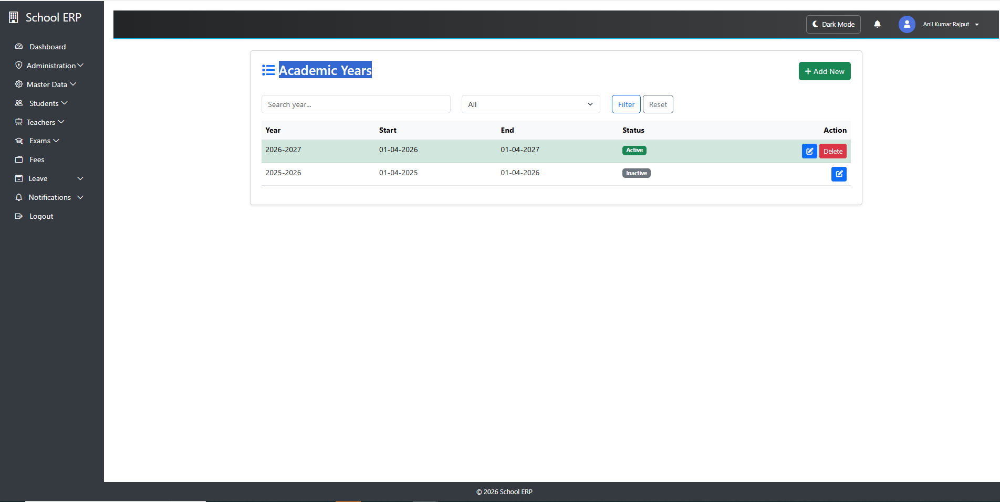 School ERP
Dashboard
Administration
Master Data
Students
Teachers
Exams
Fees
Leave
Notifications
Logout
Dark Mode
Anil Kumar Rajput
Academic Years
Add New
Search year...
All
Filter
Reset
Year Start End Status Action
2026-2027 01-04-2026 01-04-2027 Active Delete
2025-2026 01-04-2025 01-04-2026 Inactive
© 2026 School ERP